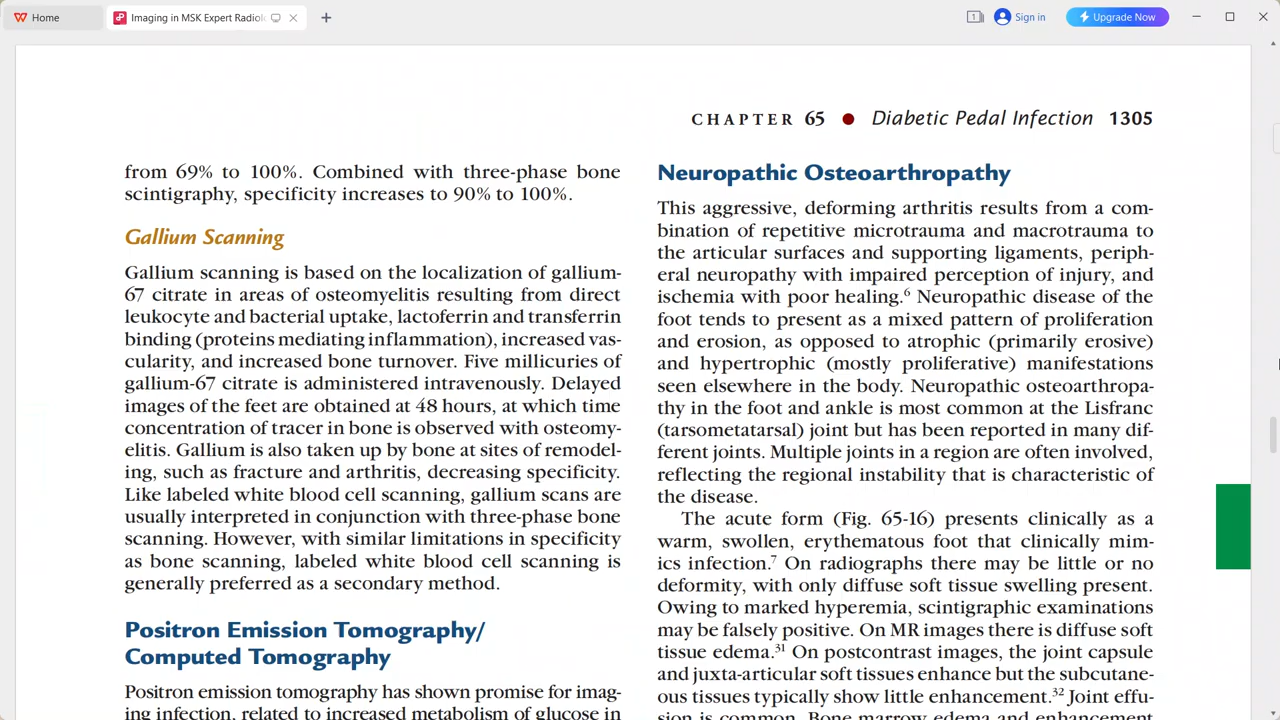 Home
Imaging in MSK Expert Radiol
Sign in
Upgrade Now
CHAPTER 65 ● Diabetic Pedal Infection 1305
from 69% to 100%. Combined with three-phase bone
scintigraphy, specificity increases to 90% to 100%.
Gallium Scanning
Gallium scanning is based on the localization of gallium-
67 citrate in areas of osteomyelitis resulting from direct
leukocyte and bacterial uptake, lactoferrin and transferrin
binding (proteins mediating inflammation), increased vas-
cularity, and increased bone turnover. Five millicuries of
gallium-67 citrate is administered intravenously. Delayed
images of the feet are obtained at 48 hours, at which time
concentration of tracer in bone is observed with osteomy-
elitis. Gallium is also taken up by bone at sites of remodel-
ing, such as fracture and arthritis, decreasing specificity.
Like labeled white blood cell scanning, gallium scans are
usually interpreted in conjunction with three-phase bone
scanning. However, with similar limitations in specificity
as bone scanning, labeled white blood cell scanning is
generally preferred as a secondary method.
Positron Emission Tomography/
Computed Tomography
Positron emission tomography has shown promise for imag-
ing infection, related to increased metabolism of glucose in
Neuropathic Osteoarthropathy
This aggressive, deforming arthritis results from a com-
bination of repetitive microtrauma and macrotrauma to
the articular surfaces and supporting ligaments, periph-
eral neuropathy with impaired perception of injury, and
ischemia with poor healing.⁶ Neuropathic disease of the
foot tends to present as a mixed pattern of proliferation
and erosion, as opposed to atrophic (primarily erosive)
and hypertrophic (mostly proliferative) manifestations
seen elsewhere in the body. Neuropathic osteoarthropa-
thy in the foot and ankle is most common at the Lisfranc
(tarsometatarsal) joint but has been reported in many dif-
ferent joints. Multiple joints in a region are often involved,
reflecting the regional instability that is characteristic of
the disease.
The acute form (Fig. 65-16) presents clinically as a
warm, swollen, erythematous foot that clinically mim-
ics infection.⁷ On radiographs there may be little or no
deformity, with only diffuse soft tissue swelling present.
Owing to marked hyperemia, scintigraphic examinations
may be falsely positive. On MR images there is diffuse soft
tissue edema.³¹ On postcontrast images, the joint capsule
and juxta-articular soft tissues enhance but the subcutane-
ous tissues typically show little enhancement.³² Joint effu-
sion is common. Bone marrow edema and enhancement